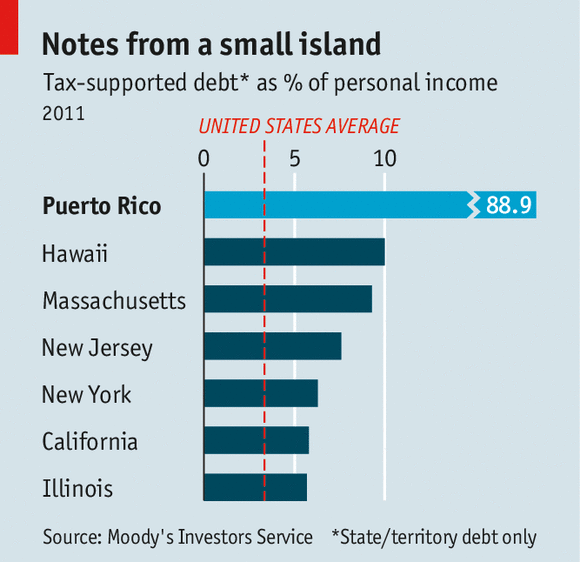 Notes from a small island
Tax-supported debt* as % of personal income
2011
UNITED STATES AVERAGE
0 5 10
Puerto Rico 88.9
Hawaii
Massachusetts
New Jersey
New York
California
Illinois
Source: Moody's Investors Service *State/territory debt only